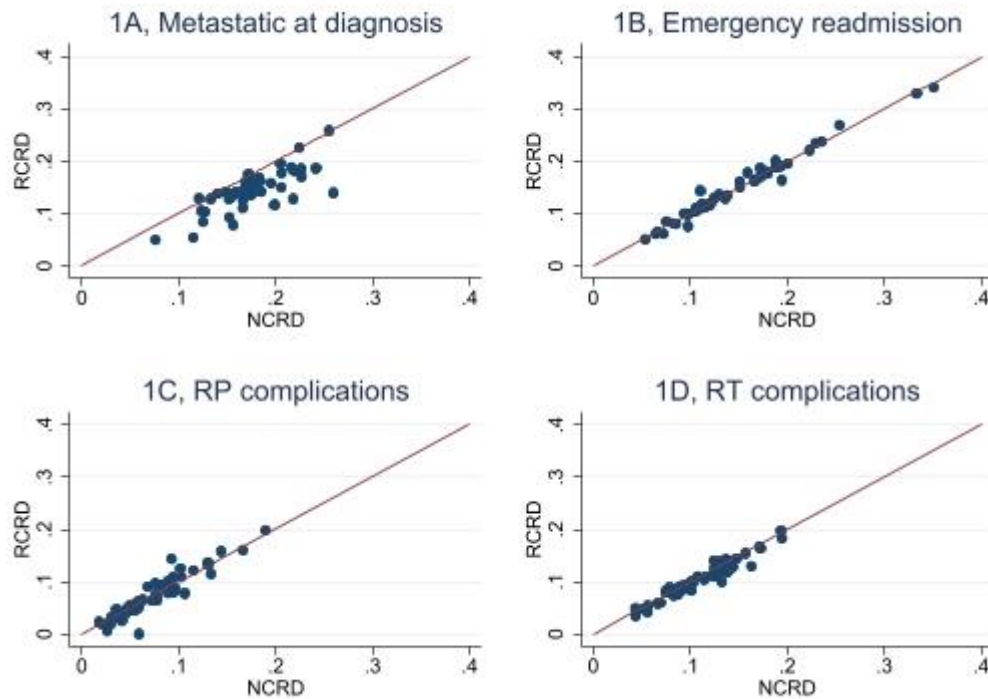 1A, Metastatic at diagnosis
RCRD
.4
.3
.2
.1
0
0 .1 .2 .3 .4
NCRD
1B, Emergency readmission
RCRD
.4
.3
.2
.1
0
0 .1 .2 .3 .4
NCRD
1C, RP complications
RCRD
.4
.3
.2
.1
0
0 .1 .2 .3 .4
NCRD
1D, RT complications
RCRD
.4
.3
.2
.1
0
0 .1 .2 .3 .4
NCRD